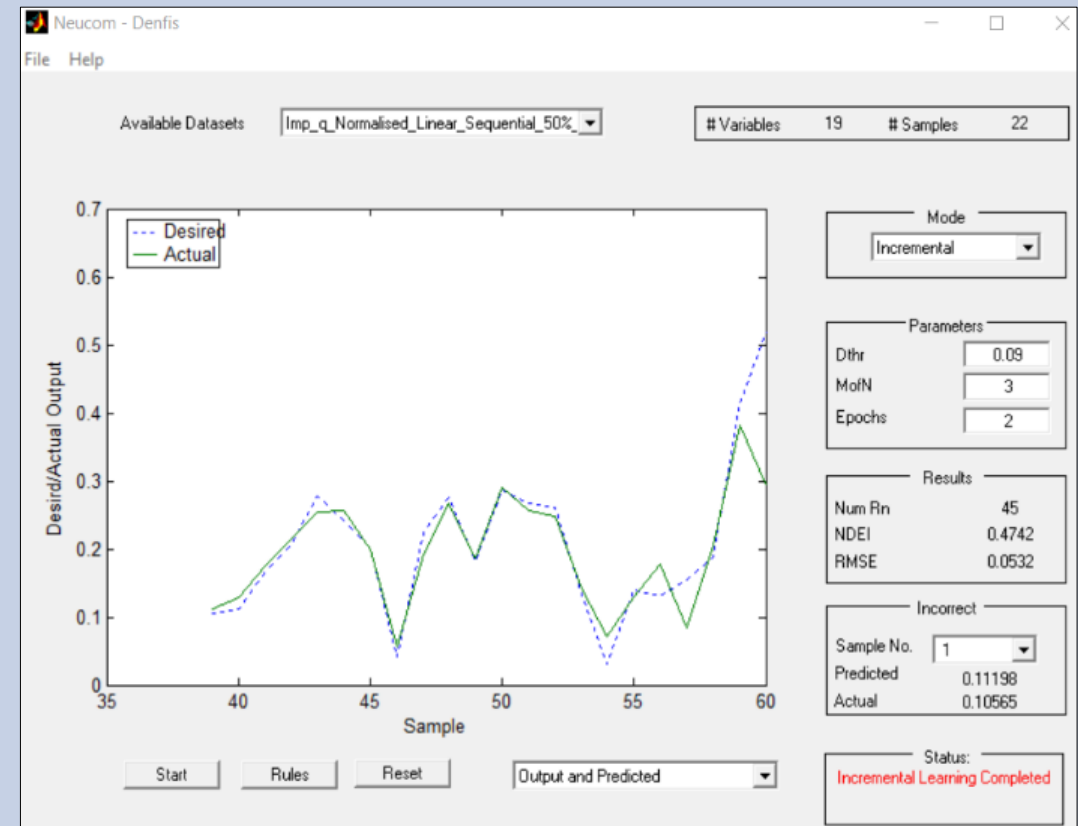 Neucom - Denfis
File Help
Available Datasets Imp_q_Normalised_Linear_Sequential_50%_
# Variables 19 # Samples 22
0.7
0.6
0.5
0.4
0.3
0.2
0.1
0
Desird/Actual Output
Desired
Actual
35 40 45 50 55 60
Sample
Mode
Incremental
Parameters
Dthr 0.09
MofN 3
Epochs 2
Results
Num Rn 45
NDEI 0.4742
RMSE 0.0532
Incorrect
Sample No. 1
Predicted 0.11198
Actual 0.10565
Start Rules Reset Output and Predicted
Status:
Incremental Learning Completed